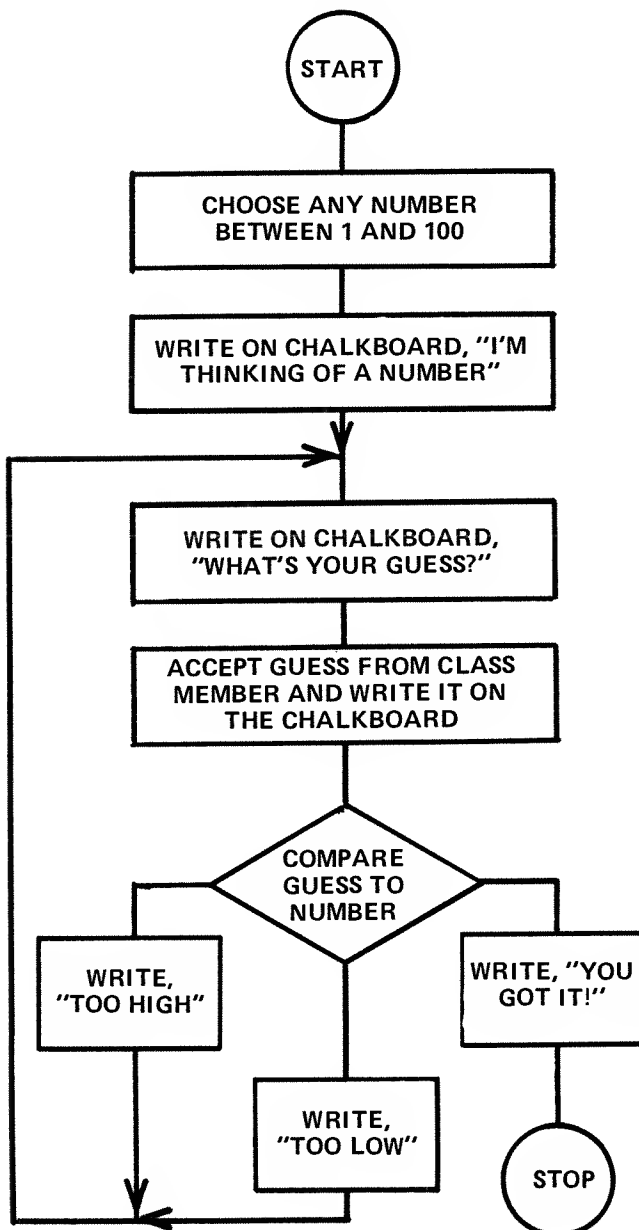 START
CHOOSE ANY NUMBER
BETWEEN 1 AND 100
WRITE ON CHALKBOARD, "I'M
THINKING OF A NUMBER"
WRITE ON CHALKBOARD,
"WHAT'S YOUR GUESS?"
ACCEPT GUESS FROM CLASS
MEMBER AND WRITE IT ON
THE CHALKBOARD
COMPARE
GUESS TO
NUMBER
WRITE,
"TOO HIGH"
WRITE, "YOU
GOT IT!"
WRITE,
"TOO LOW"
STOP